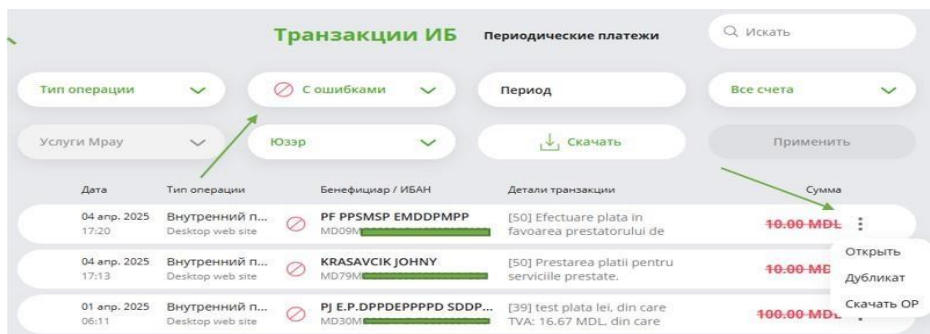 Транзакции ИБ
Периодические платежи
Искать
Тип операции
С ошибками
Период
Все счета
Услуги Mpay
Юзэр
Скачать
Применить
Дата Тип операции Бенефициар / ИБАН Детали транзакции Сумма
04 апр. 2025 Внутренний п... PF PPSMSP EMDDPMPP [50] Efectuare plata in 10.00 MDL
17:20 Desktop web site MD09M favoarea prestatorului de
Открыть
04 апр. 2025 Внутренний п... KRASAVCIK JOHNY [50] Prestarea platii pentru 10.00 MD
17:13 Desktop web site MD79M serviciile prestate.
Дубликат
Скачать OP
01 апр. 2025 Внутренний п... PJ E.P.DPPDEPPPPD SDDP... [39] test plata lei, din care 100.00 MDL
06:11 Desktop web site MD30M TVA: 16.67 MDL, din care